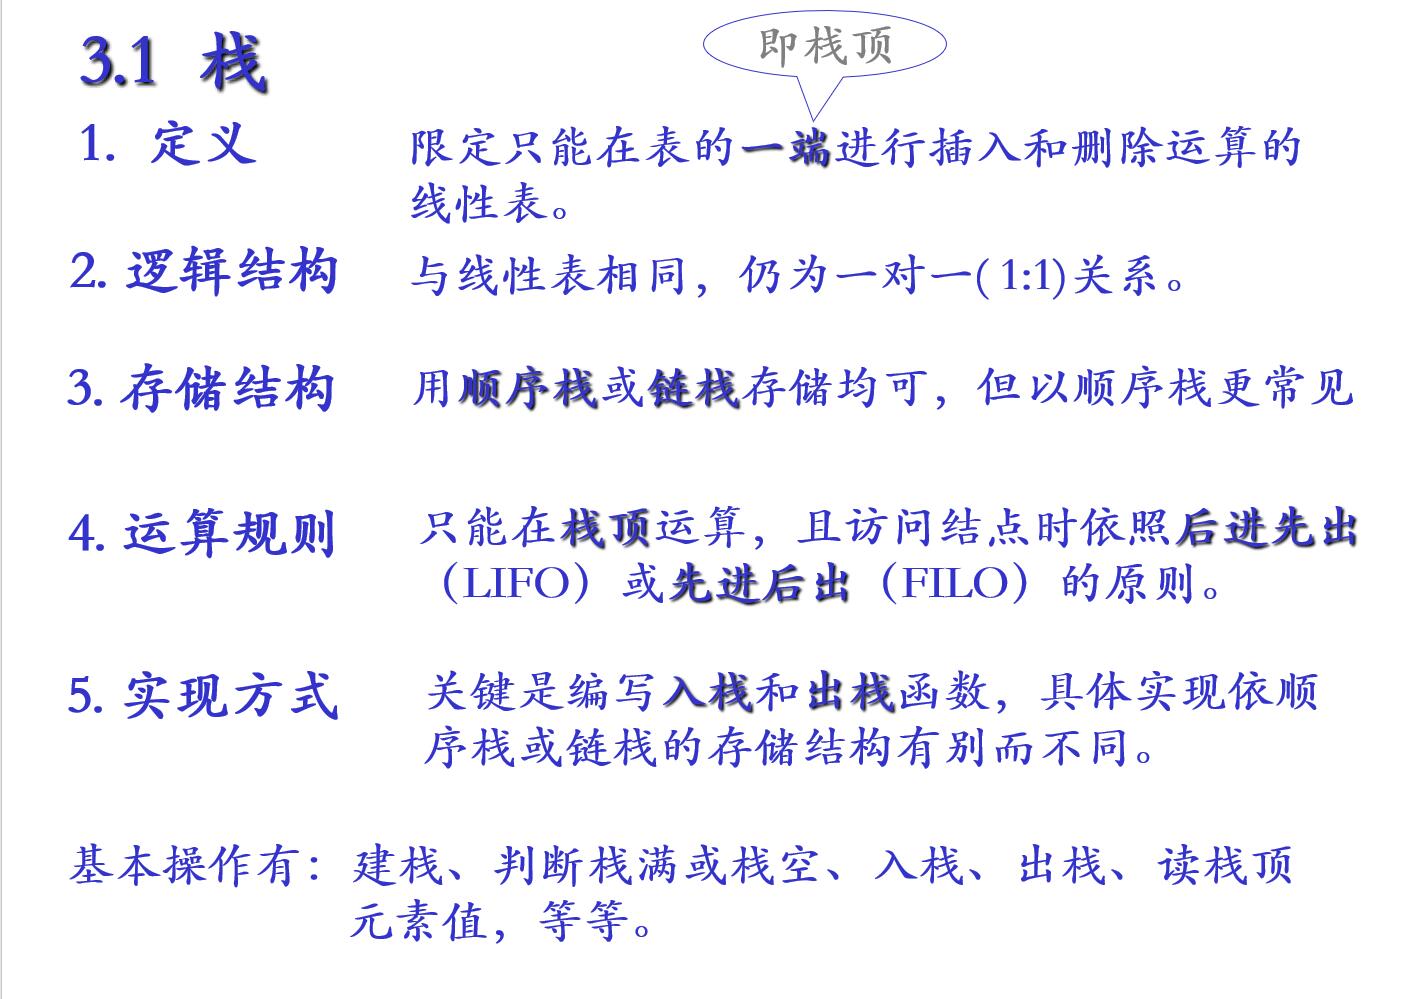 3.1 栈
即栈顶
1. 定义
限定只能在表的一端进行插入和删除运算的
线性表。
2. 逻辑结构
与线性表相同，仍为一对一( 1:1)关系。
3. 存储结构
用顺序栈或链栈存储均可，但以顺序栈更常见
4. 运算规则
只能在栈顶运算，且访问结点时依照后进先出
（LIFO）或先进后出（FILO）的原则。
5. 实现方式
关键是编写入栈和出栈函数，具体实现依顺
序栈或链栈的存储结构有别而不同。
基本操作有：建栈、判断栈满或栈空、入栈、出栈、读栈顶
元素值，等等。